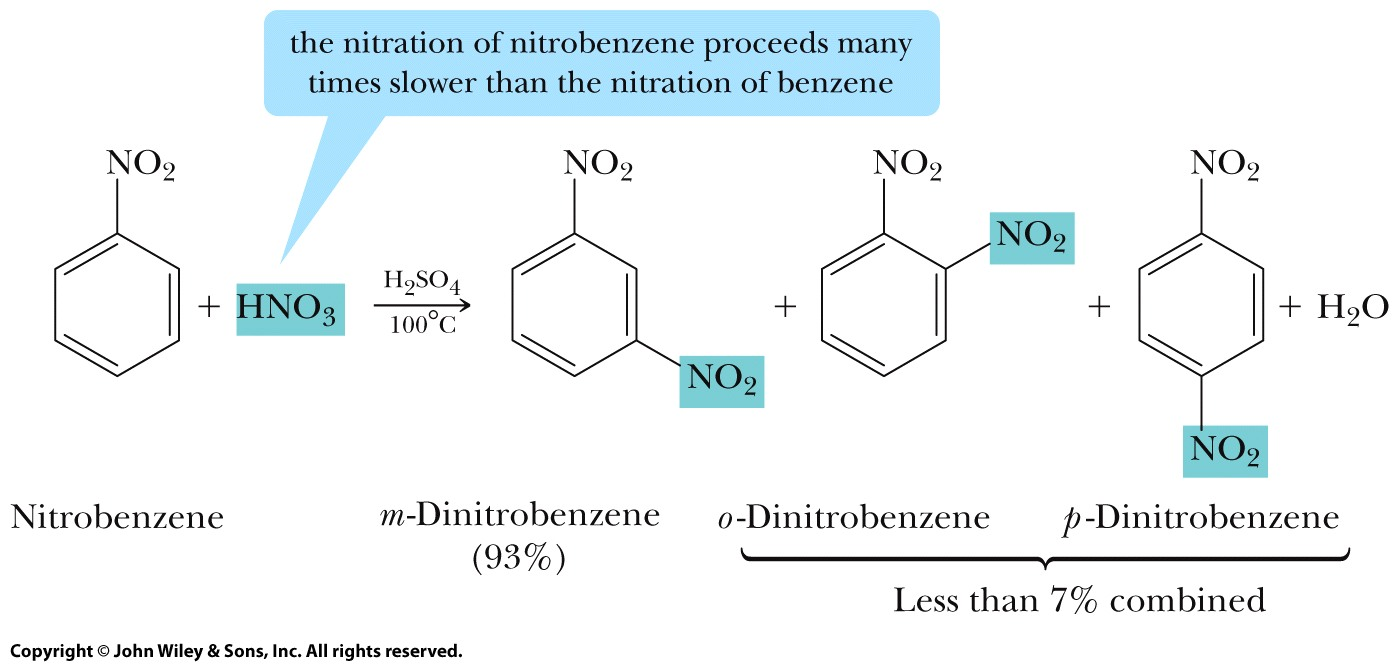 the nitration of nitrobenzene proceeds many
times slower than the nitration of benzene
NO₂ NO₂ NO₂ NO₂
NO₂
+ HNO₃ H₂SO₄ + + + H₂O
100°C
NO₂
NO₂
Nitrobenzene m-Dinitrobenzene o-Dinitrobenzene p-Dinitrobenzene
(93%)
Less than 7% combined
Copyright © John Wiley & Sons, Inc. All rights reserved.